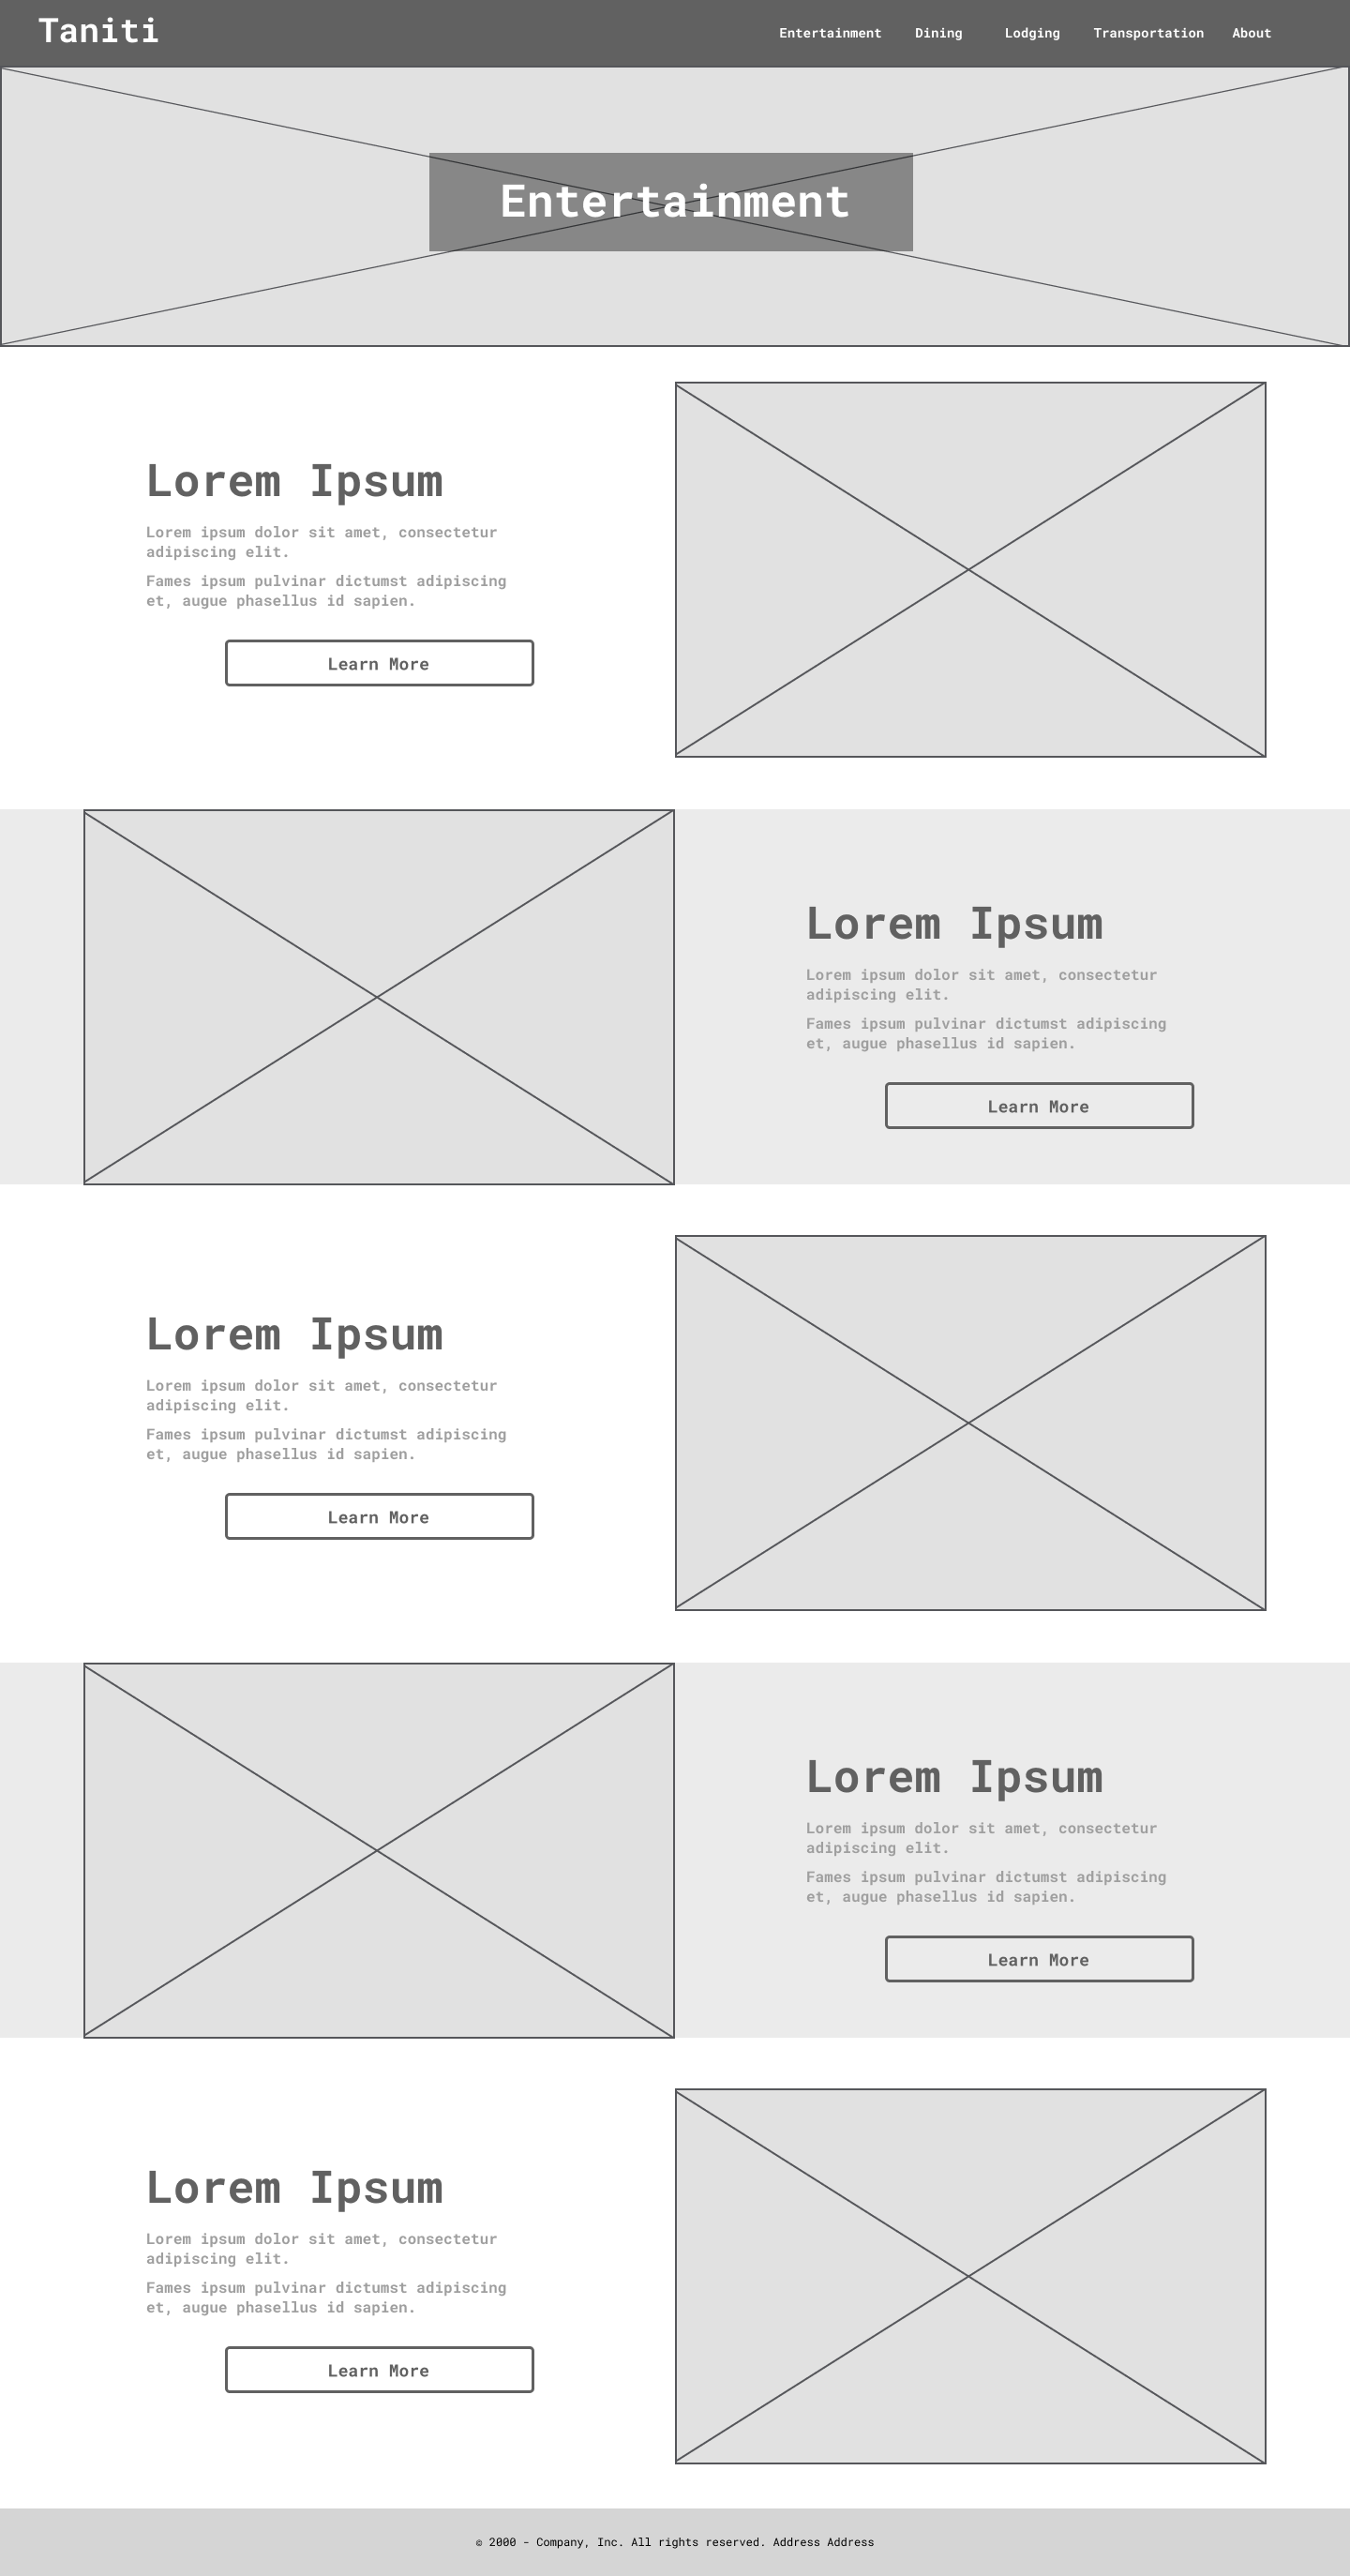 Taniti
Entertainment Dining Lodging Transportation About
Entertainment
Lorem Ipsum
Lorem ipsum dolor sit amet, consectetur
adipiscing elit.
Fames ipsum pulvinar dictumst adipiscing
et, augue phasellus id sapien.
Learn More
Lorem Ipsum
Lorem ipsum dolor sit amet, consectetur
adipiscing elit.
Fames ipsum pulvinar dictumst adipiscing
et, augue phasellus id sapien.
Learn More
Lorem Ipsum
Lorem ipsum dolor sit amet, consectetur
adipiscing elit.
Fames ipsum pulvinar dictumst adipiscing
et, augue phasellus id sapien.
Learn More
Lorem Ipsum
Lorem ipsum dolor sit amet, consectetur
adipiscing elit.
Fames ipsum pulvinar dictumst adipiscing
et, augue phasellus id sapien.
Learn More
Lorem Ipsum
Lorem ipsum dolor sit amet, consectetur
adipiscing elit.
Fames ipsum pulvinar dictumst adipiscing
et, augue phasellus id sapien.
Learn More
© 2000 - Company, Inc. All rights reserved. Address Address